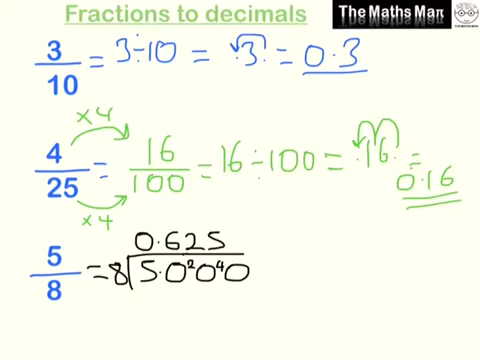 Fractions to decimals
The Maths Man
3/10 = 3÷10 = .3. = 0.3
×4
4/25 = 16/100 = 16÷100 = .16. = 0.16
×4
0.625
5/8 = 8√5.0²0⁴0